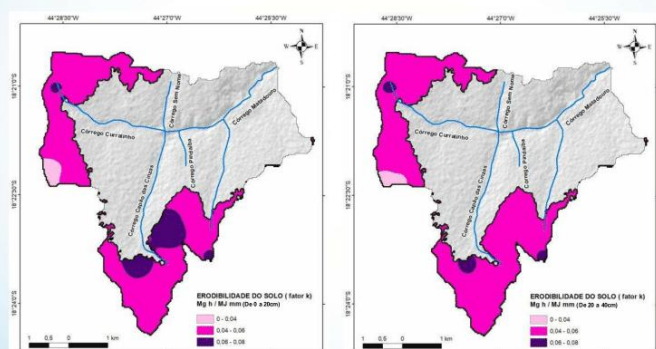 44°28'30"W 44°27'0"W 44°25'30"W
N
W E
S
18°21'0"S
18°22'30"S
18°24'0"S
Córrego Sem Nome
Córrego Matadouro
Córrego Curralinho
Córrego Pindaíba
Córrego Capão das Cinzas
ERODIBILIDADE DO SOLO ( fator k)
Mg h / MJ mm (De 0 a 20cm)
0 - 0,04
0,04 - 0,06
0,06 - 0,08
1 0,5 0 1 km
44°28'30"W 44°27'0"W 44°25'30"W
N
W E
S
18°21'0"S
18°22'30"S
18°24'0"S
Córrego Sem Nome
Córrego Matadouro
Córrego Curralinho
Córrego Pindaíba
Córrego Capão das Cinzas
ERODIBILIDADE DO SOLO ( fator k)
Mg h / MJ mm (De 20 a 40cm)
0 - 0,04
0,04 - 0,06
0,06 - 0,08
1 0,5 0 1 km